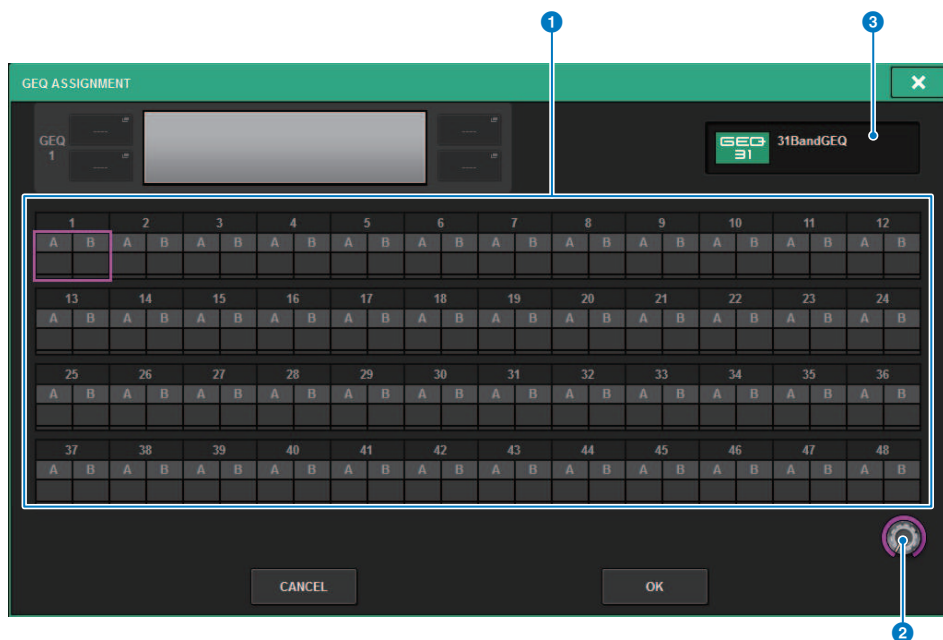 1 3
GEQ ASSIGNMENT
GEQ
1
---- ----
---- ----
GEQ
31
31BandGEQ
1 2 3 4 5 6 7 8 9 10 11 12
A B A B A B A B A B A B A B A B A B A B A B A B
13 14 15 16 17 18 19 20 21 22 23 24
A B A B A B A B A B A B A B A B A B A B A B A B
25 26 27 28 29 30 31 32 33 34 35 36
A B A B A B A B A B A B A B A B A B A B A B A B
37 38 39 40 41 42 43 44 45 46 47 48
A B A B A B A B A B A B A B A B A B A B A B A B
CANCEL OK
2